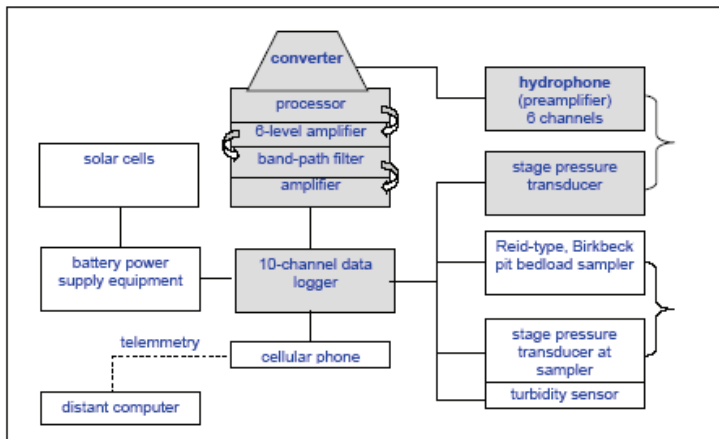 converter
processor
6-level amplifier
band-path filter
amplifier
hydrophone
(preamplifier)
6 channels
solar cells
stage pressure
transducer
battery power
supply equipment
10-channel data
logger
Reid-type, Birkbeck
pit bedload sampler
telemmetry
cellular phone
stage pressure
transducer at
sampler
turbidity sensor
distant computer